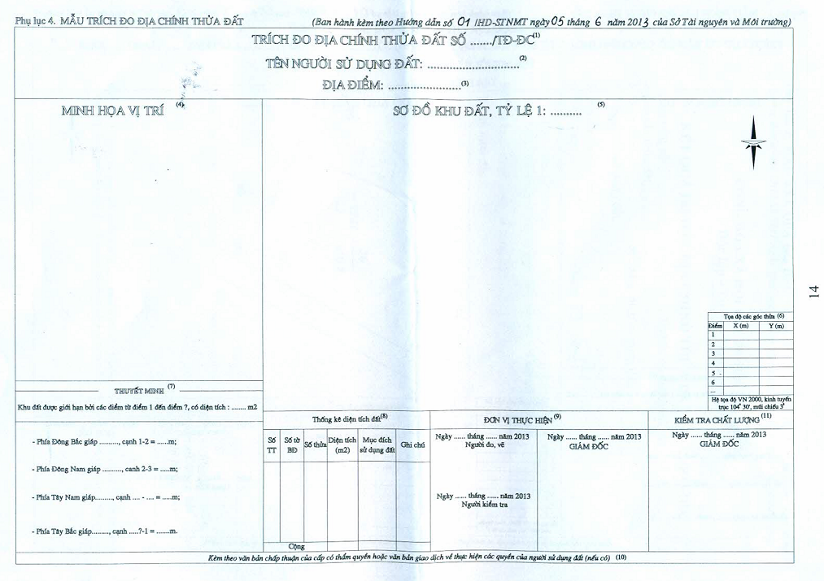 Phụ lục 4. MẪU TRÍCH ĐO ĐỊA CHÍNH THỬA ĐẤT (Ban hành kèm theo Hướng dẫn số 01 /HD-STNMT ngày 05 tháng 6 năm 2013 của Sở Tài nguyên và Môi trường)
TRÍCH ĐO ĐỊA CHÍNH THỬA ĐẤT SỐ ......./TĐ-ĐC(1)
TÊN NGƯỜI SỬ DỤNG ĐẤT: ............................(2)
ĐỊA ĐIỂM: ......................(3)
MINH HỌA VỊ TRÍ (4)
SƠ ĐỒ KHU ĐẤT, TỶ LỆ 1: .......... (5)
14
Tọa độ các góc thửa (6)
Điểm X (m) Y (m)
1
2
3
4
5
6
...
Hệ tọa độ VN 2000, kinh tuyến
trục 104° 30', múi chiếu 3°
THUYẾT MINH (7)
Khu đất được giới hạn bởi các điểm từ điểm 1 đến điểm ?, có diện tích : ........ m2
- Phía Đông Bắc giáp .........., cạnh 1-2 = ......m;
- Phía Đông Nam giáp .........., cạnh 2-3 = .....m;
- Phía Tây Nam giáp........., cạnh .... - .... = .....m;
- Phía Tây Bắc giáp........., cạnh .....?-1 = .......m.
Thống kê diện tích đất(8)
Số TT Số tờ BĐ Số thửa Diện tích (m2) Mục đích sử dụng đất Ghi chú
Cộng
ĐƠN VỊ THỰC HIỆN (9)
Ngày ...... tháng ...... năm 2013
Người đo, vẽ
Ngày ...... tháng ...... năm 2013
Người kiểm tra
Ngày ...... tháng ...... năm 2013
GIÁM ĐỐC
KIỂM TRA CHẤT LƯỢNG (11)
Ngày ...... tháng ...... năm 2013
GIÁM ĐỐC
Kèm theo văn bản chấp thuận của cấp có thẩm quyền hoặc văn bản giao dịch về thực hiện các quyền của người sử dụng đất (nếu có) (10)